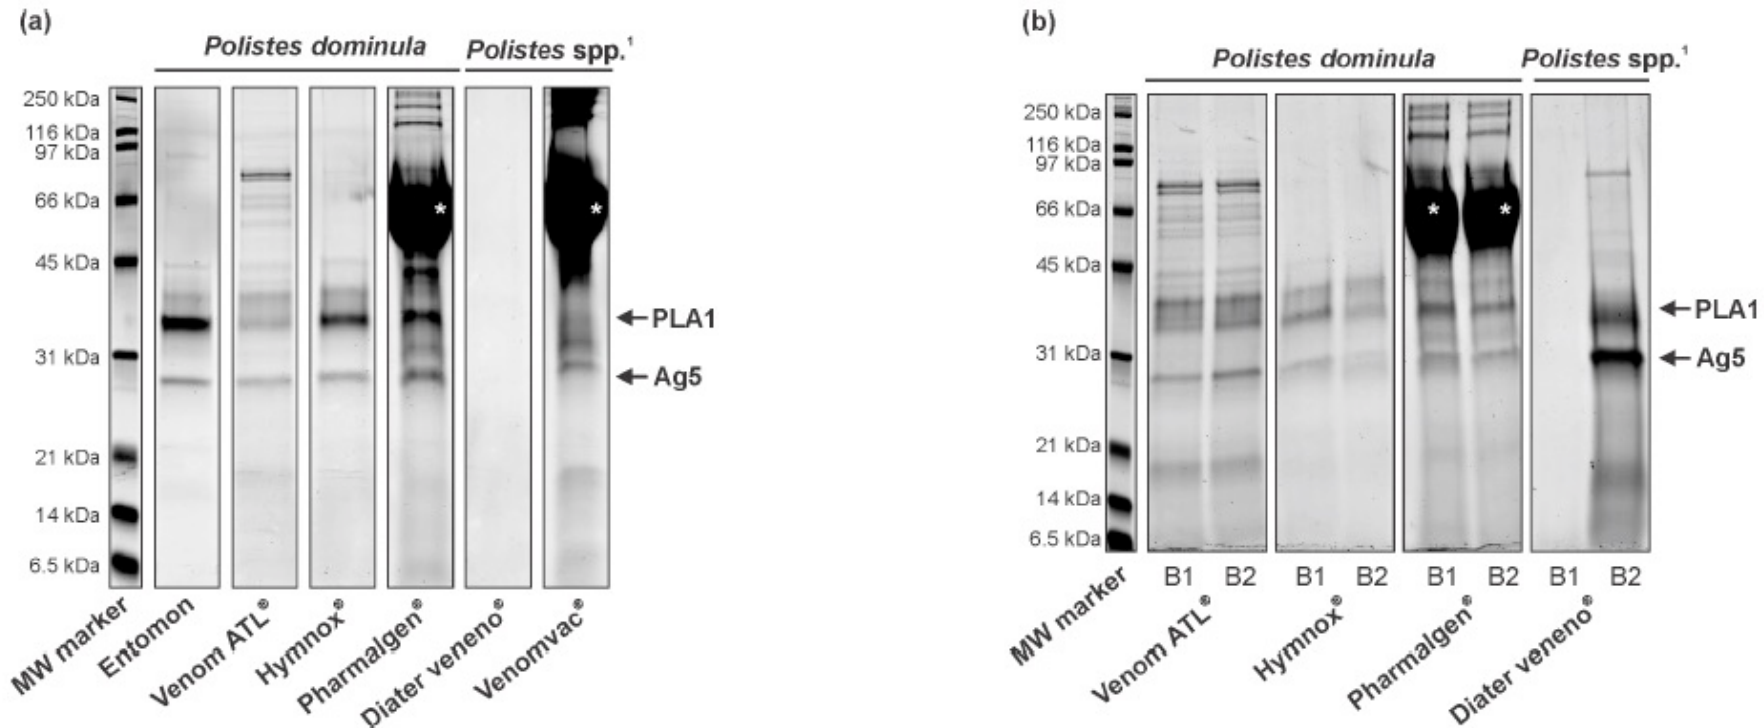 (a)
Polistes dominula
Polistes spp.¹
250 kDa
116 kDa
97 kDa
66 kDa
45 kDa
31 kDa
21 kDa
14 kDa
6.5 kDa
*
*
PLA1
Ag5
MW marker
Entomon
Venom ATL®
Hymnox®
Pharmalgen®
Diater veneno®
Venomvac®
(b)
Polistes dominula
Polistes spp.¹
250 kDa
116 kDa
97 kDa
66 kDa
45 kDa
31 kDa
21 kDa
14 kDa
6.5 kDa
*
*
PLA1
Ag5
B1 B2 B1 B2 B1 B2 B1 B2
MW marker
Venom ATL®
Hymnox®
Pharmalgen®
Diater veneno®